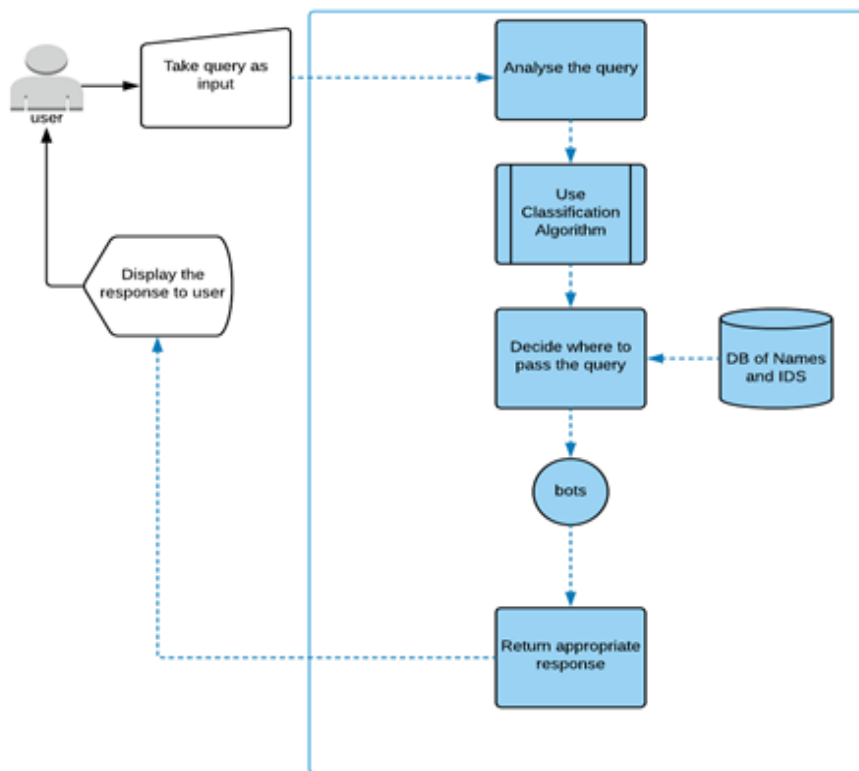 user
Take query as
input
Analyse the query
Use
Classification
Algorithm
Decide where to
pass the query
DB of Names
and IDS
bots
Return appropriate
response
Display the
response to user